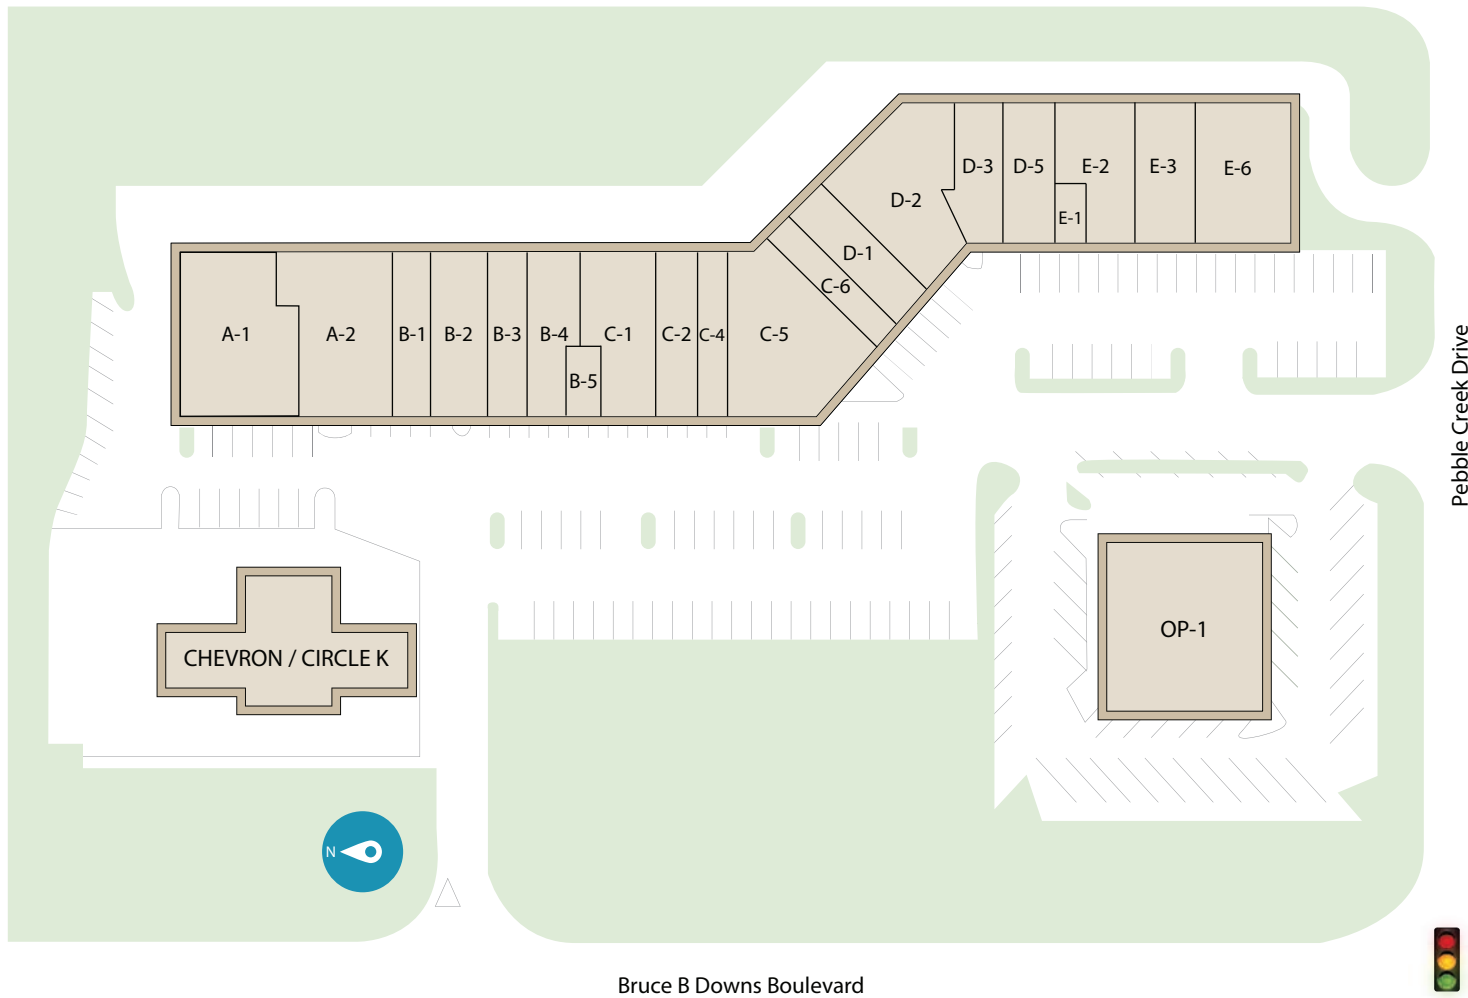 D-3
D-5
E-2
E-3
E-6
D-2
E-1
D-1
C-6
A-1
A-2
B-1
B-2
B-3
B-4
C-1
C-2
C-4
C-5
B-5
Pebble Creek Drive
OP-1
CHEVRON / CIRCLE K
N
Bruce B Downs Boulevard